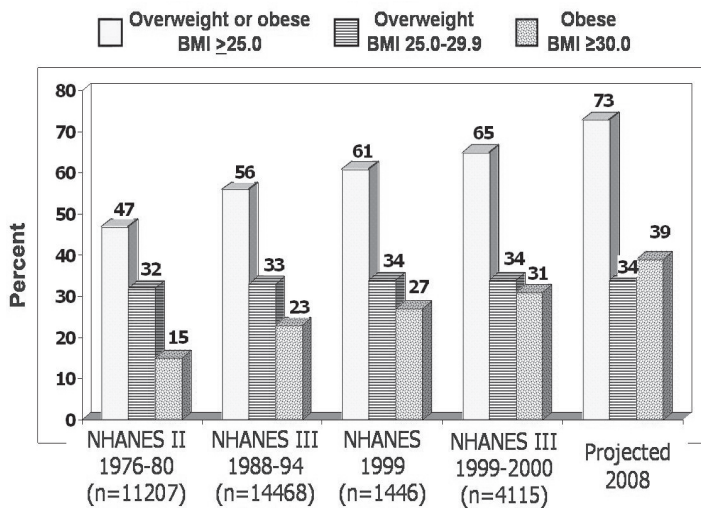 Overweight or obese
BMI ≥25.0
Overweight
BMI 25.0-29.9
Obese
BMI ≥30.0
Percent
80
70
60
50
40
30
20
10
0
47
32
15
56
33
23
61
34
27
65
34
31
73
34
39
NHANES II
1976-80
(n=11207)
NHANES III
1988-94
(n=14468)
NHANES
1999
(n=1446)
NHANES III
1999-2000
(n=4115)
Projected
2008